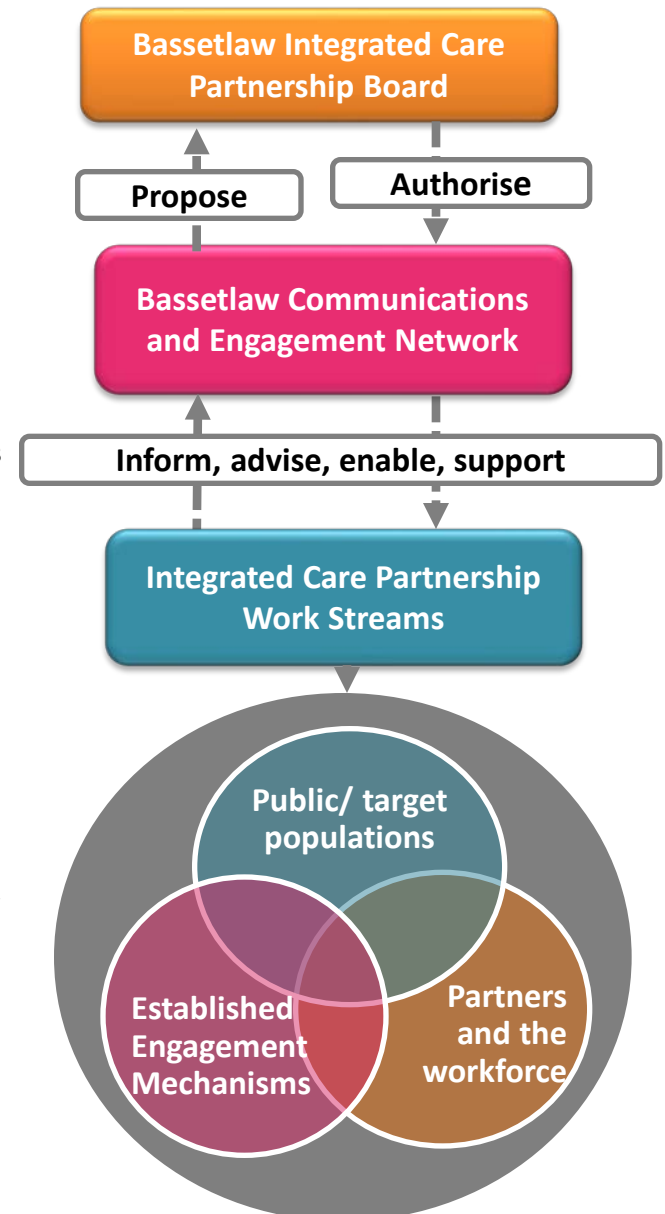 Bassetlaw Integrated Care
Partnership Board
Propose
Authorise
Bassetlaw Communications
and Engagement Network
Inform, advise, enable, support
Integrated Care Partnership
Work Streams
Public/ target
populations
Established
Engagement
Mechanisms
Partners
and the
workforce